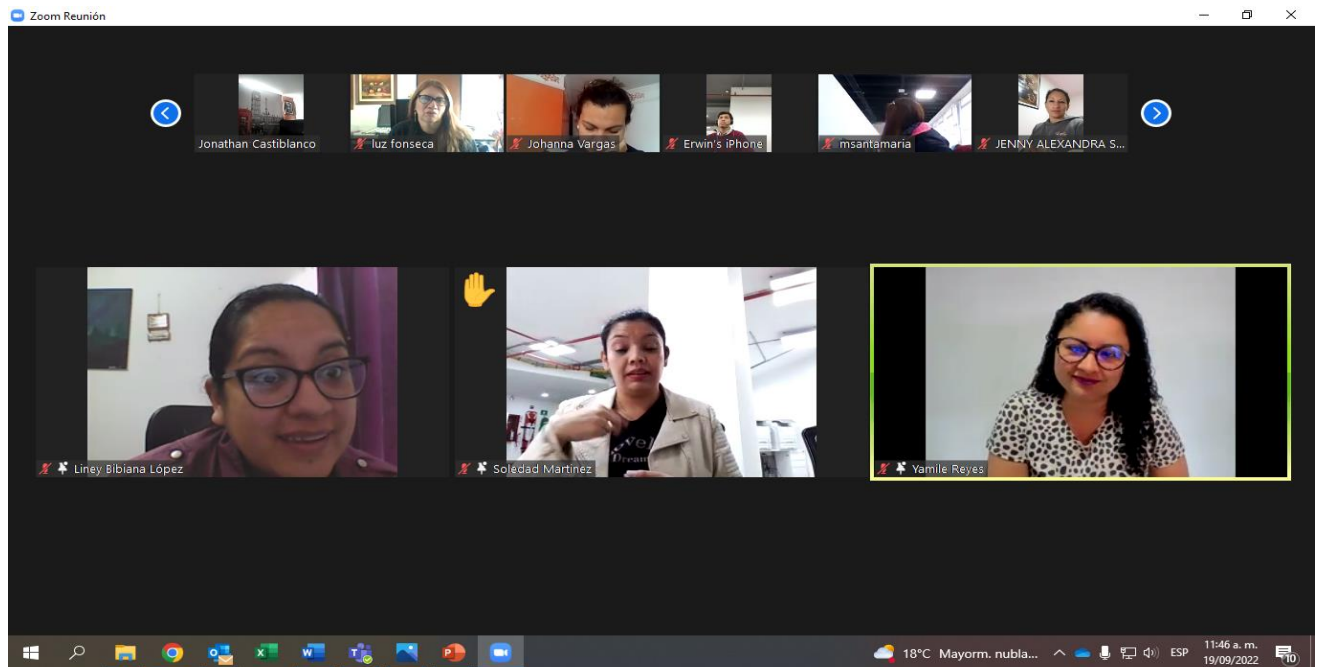 Zoom Reunión
Jonathan Castiblanco
luz fonseca
Johanna Vargas
Erwin's iPhone
msantamaria
JENNY ALEXANDRA S...
Liney Bibiana López
Soledad Martinez
Yamile Reyes
18°C Mayorm. nubla...
ESP
11:46 a. m.
19/09/2022
10